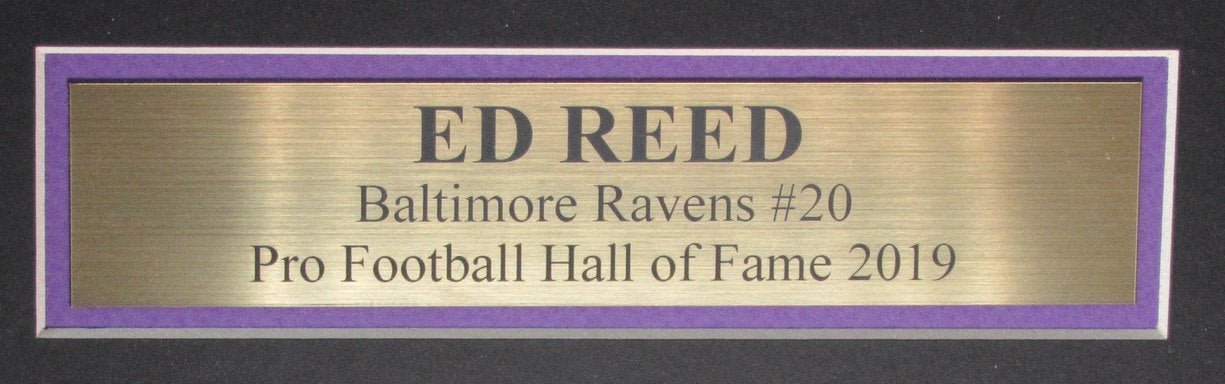 ED REED
Baltimore Ravens #20
Pro Football Hall of Fame 2019